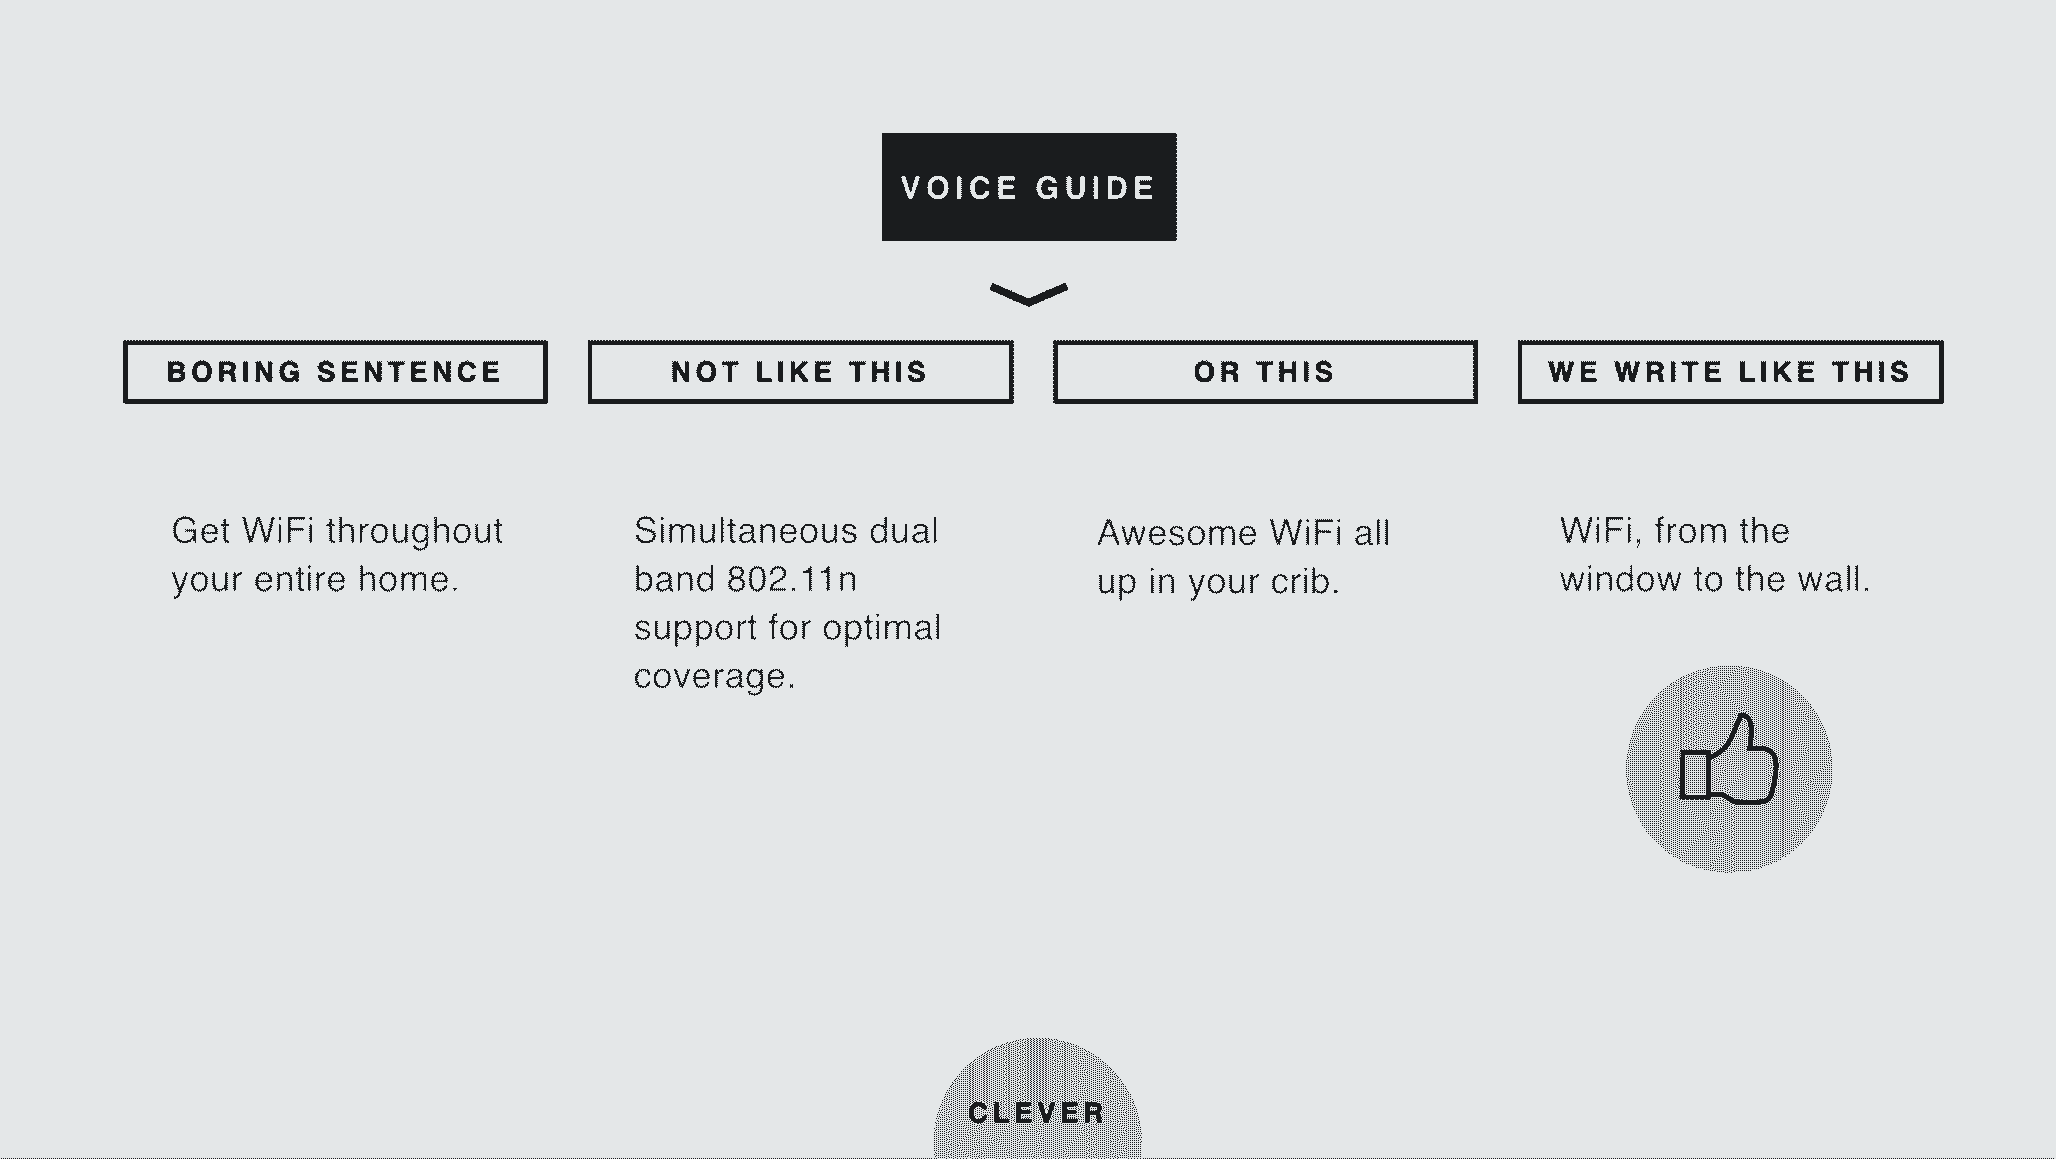 VOICE GUIDE
BORING SENTENCE
Get WiFi throughout
your entire home.
NOT LIKE THIS
Simultaneous dual
band 802.11n
support for optimal
coverage.
OR THIS
Awesome WiFi all
up in your crib.
WE WRITE LIKE THIS
WiFi, from the
window to the wall.
CLEVER